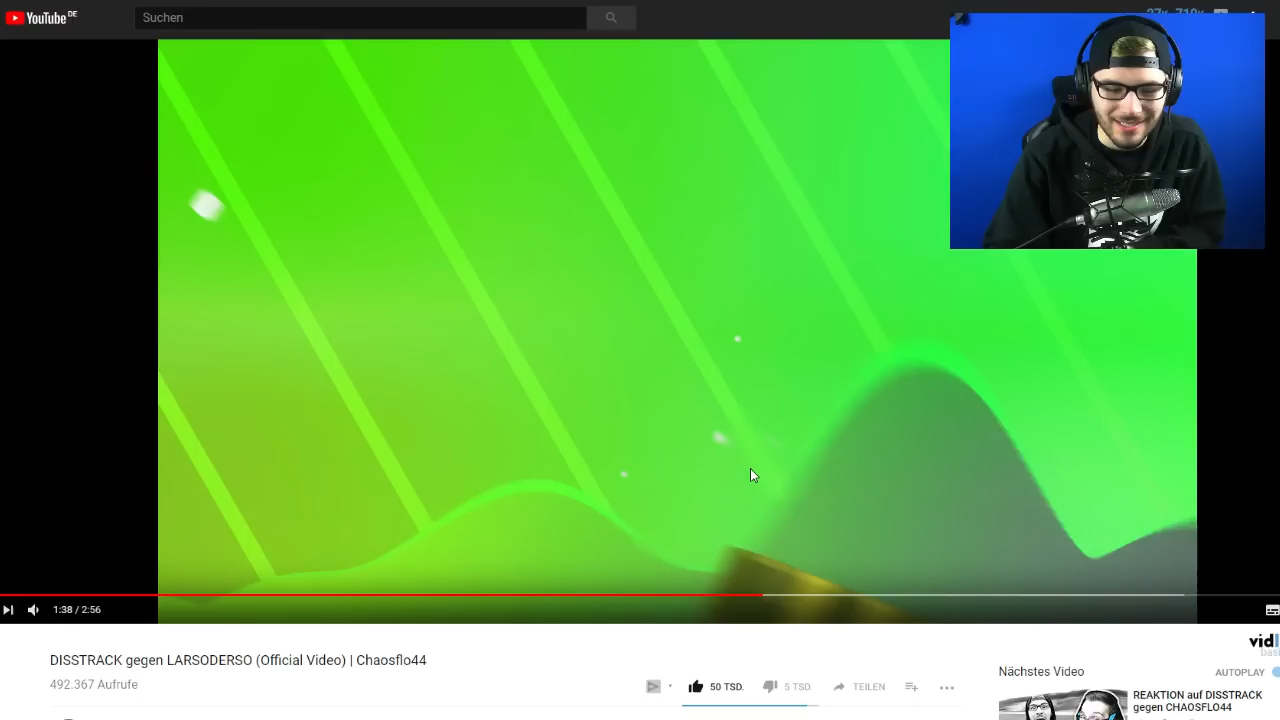 YouTube DE
Suchen
1:38 / 2:56
DISSTRACK gegen LARSODERSO (Official Video) | Chaosflo44
492.367 Aufrufe
50 TSD.
5 TSD.
TEILEN
Nächstes Video
AUTOPLAY
REAKTION auf DISSTRACK
gegen CHAOSFLO44